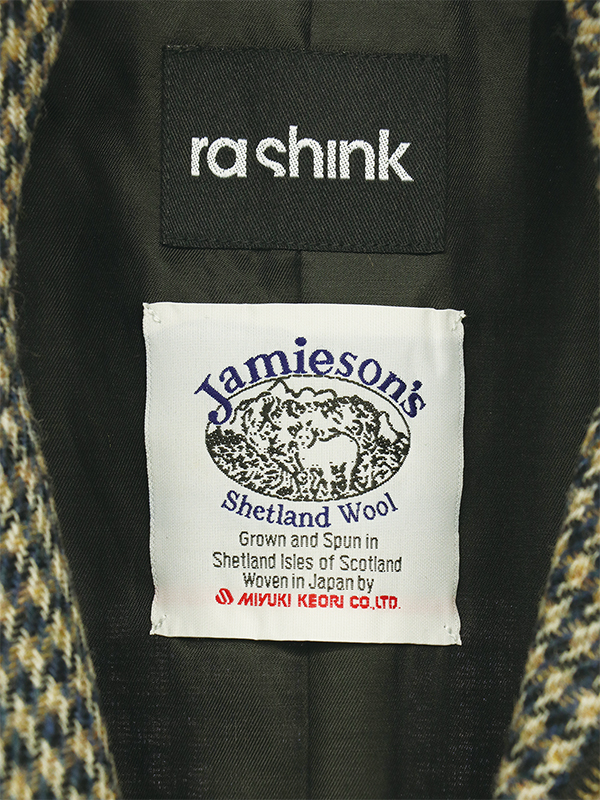 rashink
Jamieson's
Shetland Wool
Grown and Spun in
Shetland Isles of Scotland
Woven in Japan by
MIYUKI KEORI CO.,LTD.